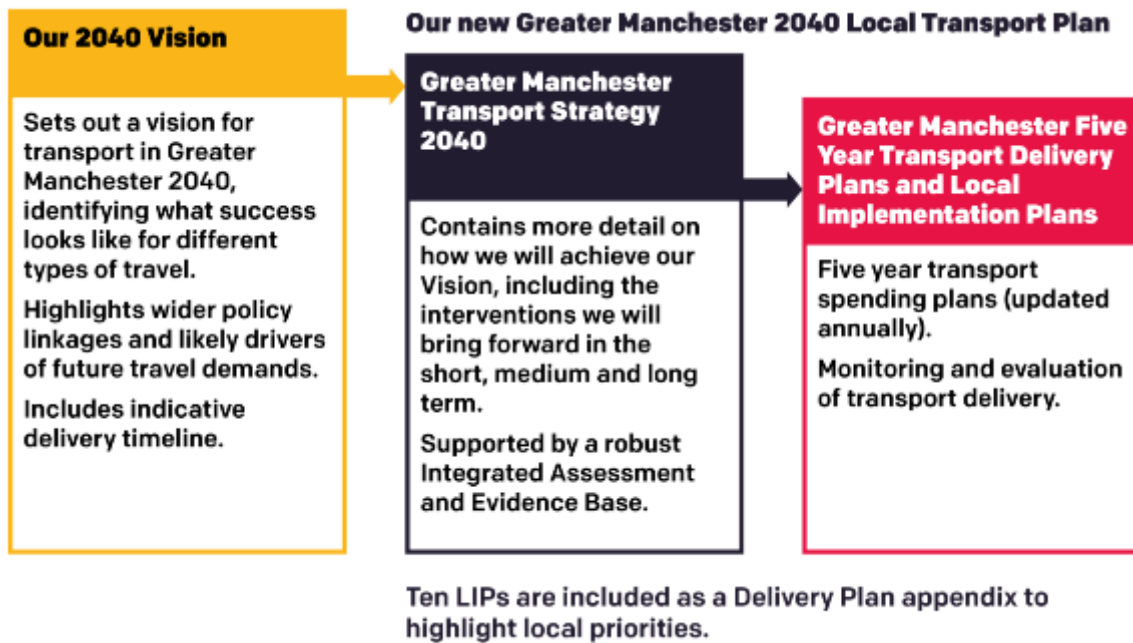 Our 2040 Vision
Sets out a vision for
transport in Greater
Manchester 2040,
identifying what success
looks like for different
types of travel.
Highlights wider policy
linkages and likely drivers
of future travel demands.
Includes indicative
delivery timeline.
Our new Greater Manchester 2040 Local Transport Plan
Greater Manchester
Transport Strategy
2040
Contains more detail on
how we will achieve our
Vision, including the
interventions we will
bring forward in the
short, medium and long
term.
Supported by a robust
Integrated Assessment
and Evidence Base.
Greater Manchester Five
Year Transport Delivery
Plans and Local
Implementation Plans
Five year transport
spending plans (updated
annually).
Monitoring and evaluation
of transport delivery.
Ten LIPs are included as a Delivery Plan appendix to
highlight local priorities.